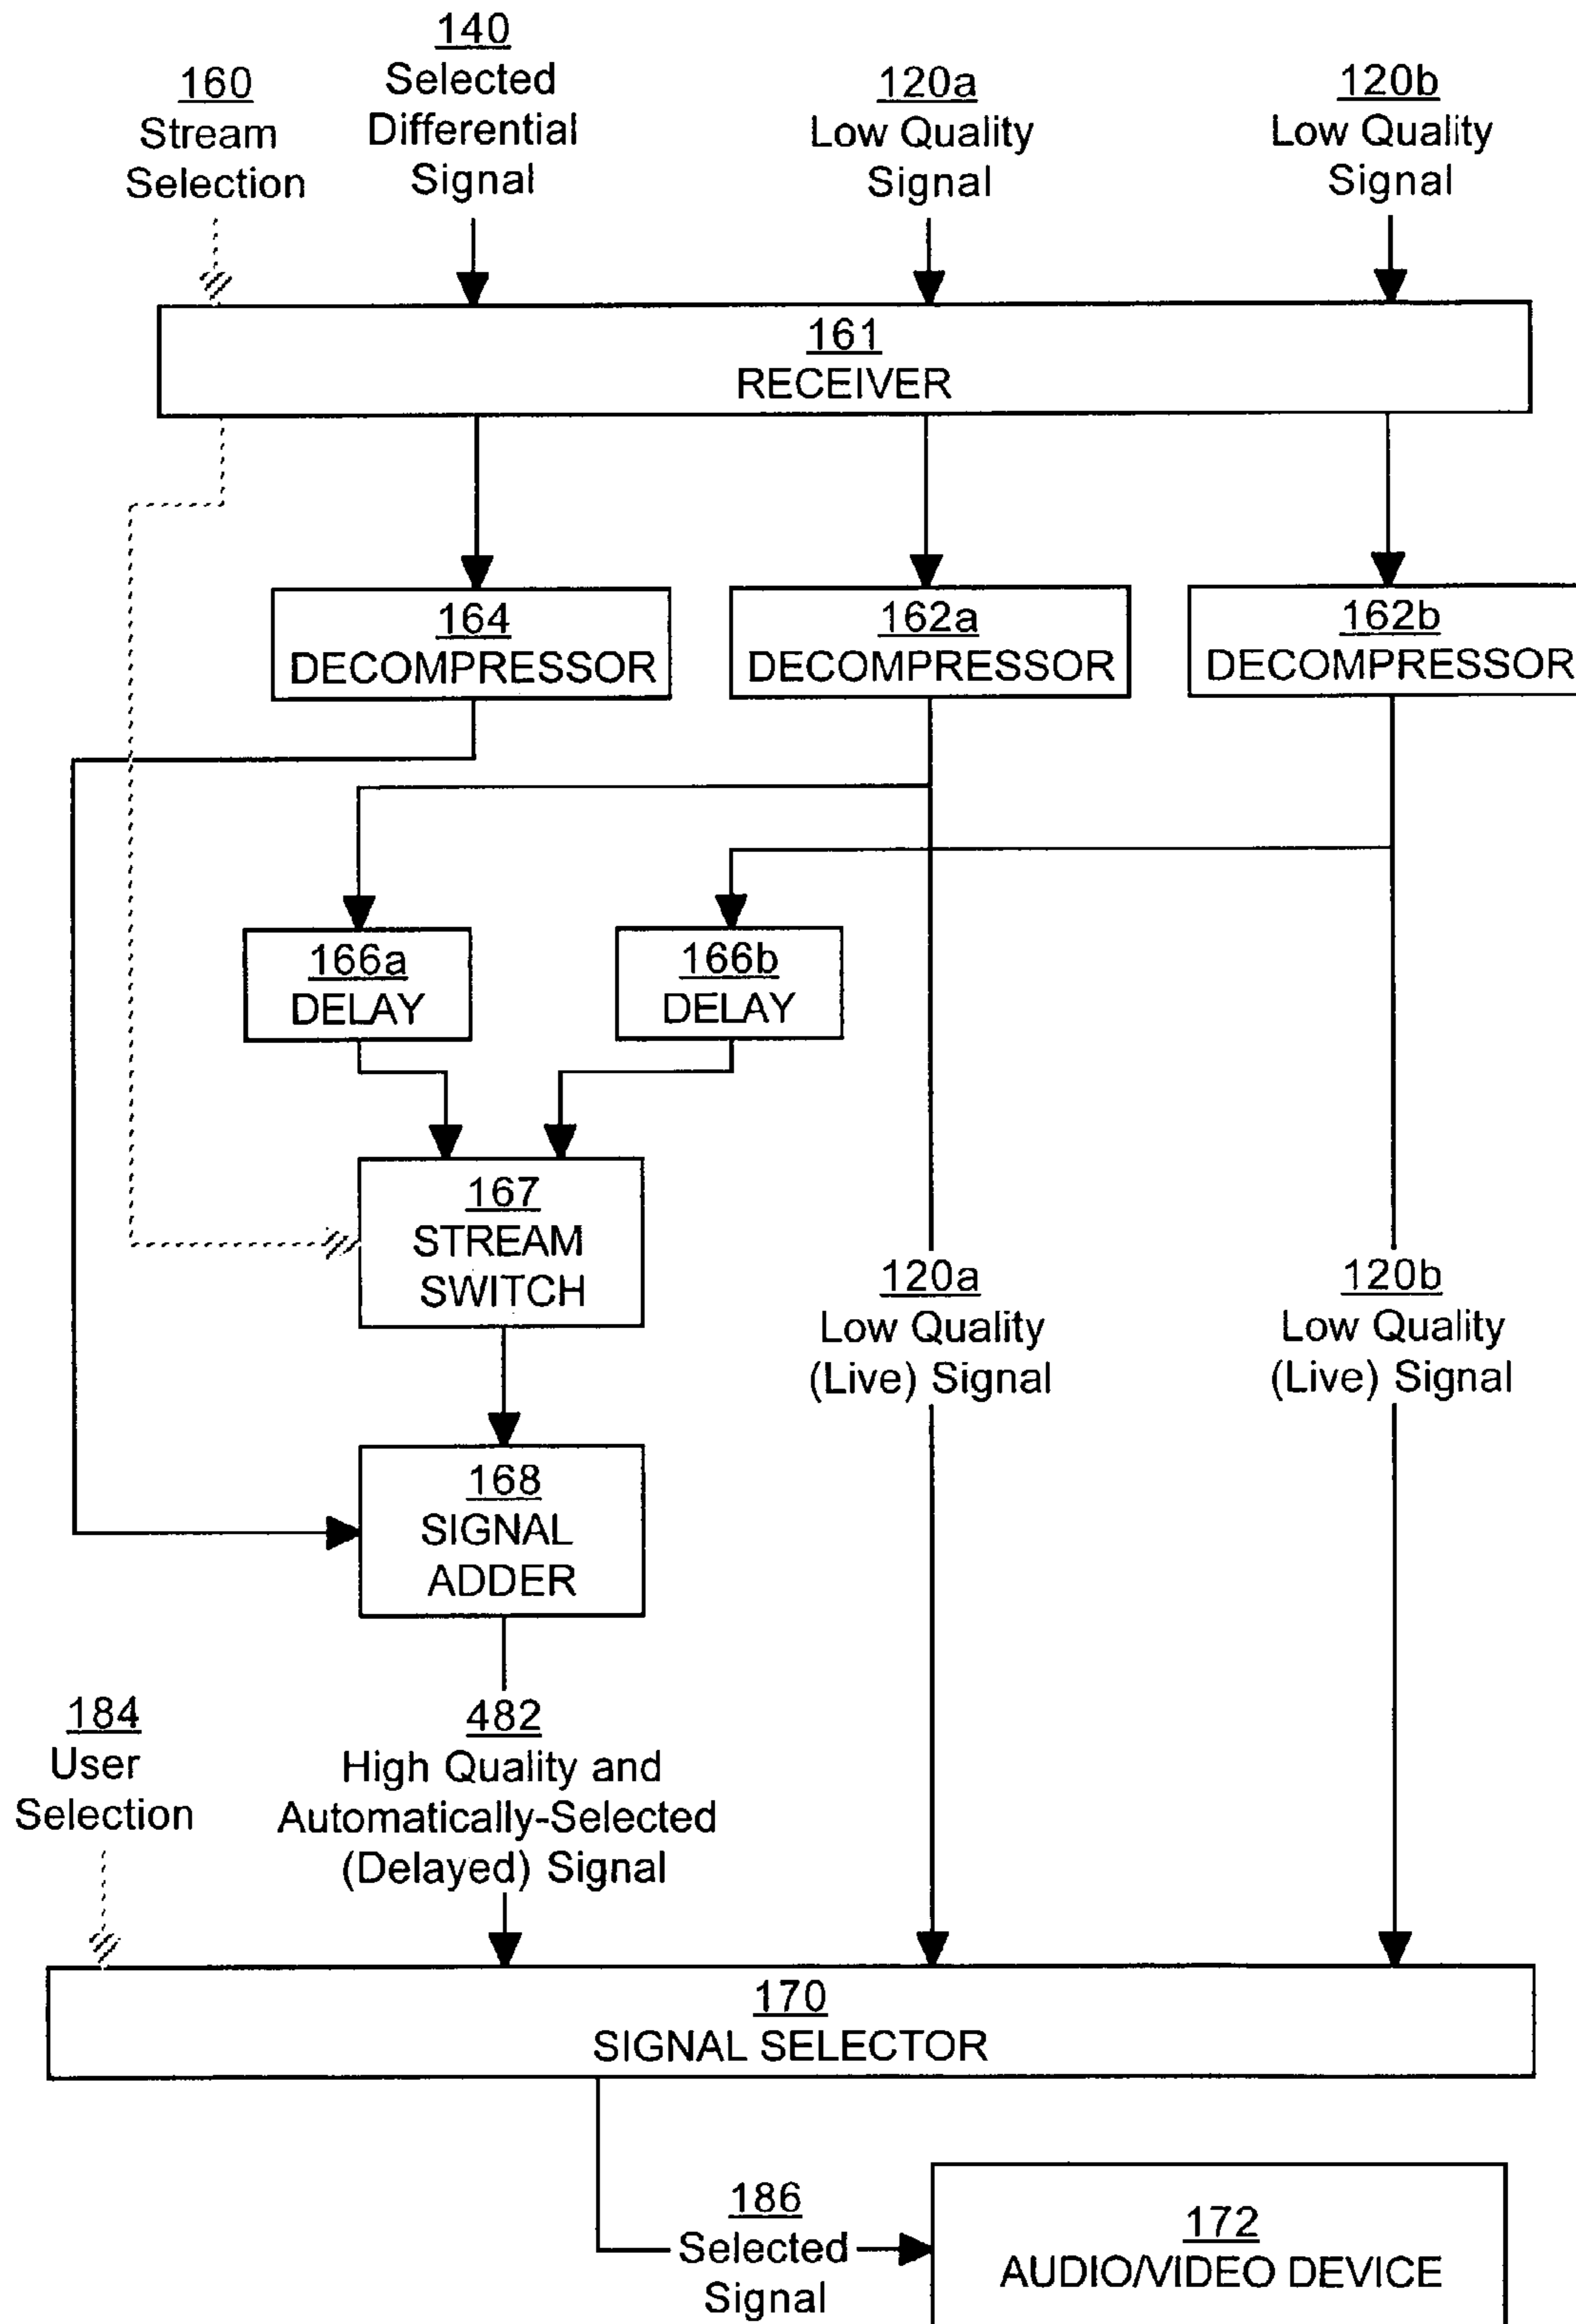 140
Selected
Differential
Signal
160
Stream
Selection
120a
Low Quality
Signal
120b
Low Quality
Signal
161
RECEIVER
164
DECOMPRESSOR
162a
DECOMPRESSOR
162b
DECOMPRESSOR
166a
DELAY
166b
DELAY
167
STREAM
SWITCH
120a
Low Quality
(Live) Signal
120b
Low Quality
(Live) Signal
168
SIGNAL
ADDER
184
User
Selection
482
High Quality and
Automatically-Selected
(Delayed) Signal
170
SIGNAL SELECTOR
186
Selected
Signal
172
AUDIO/VIDEO DEVICE